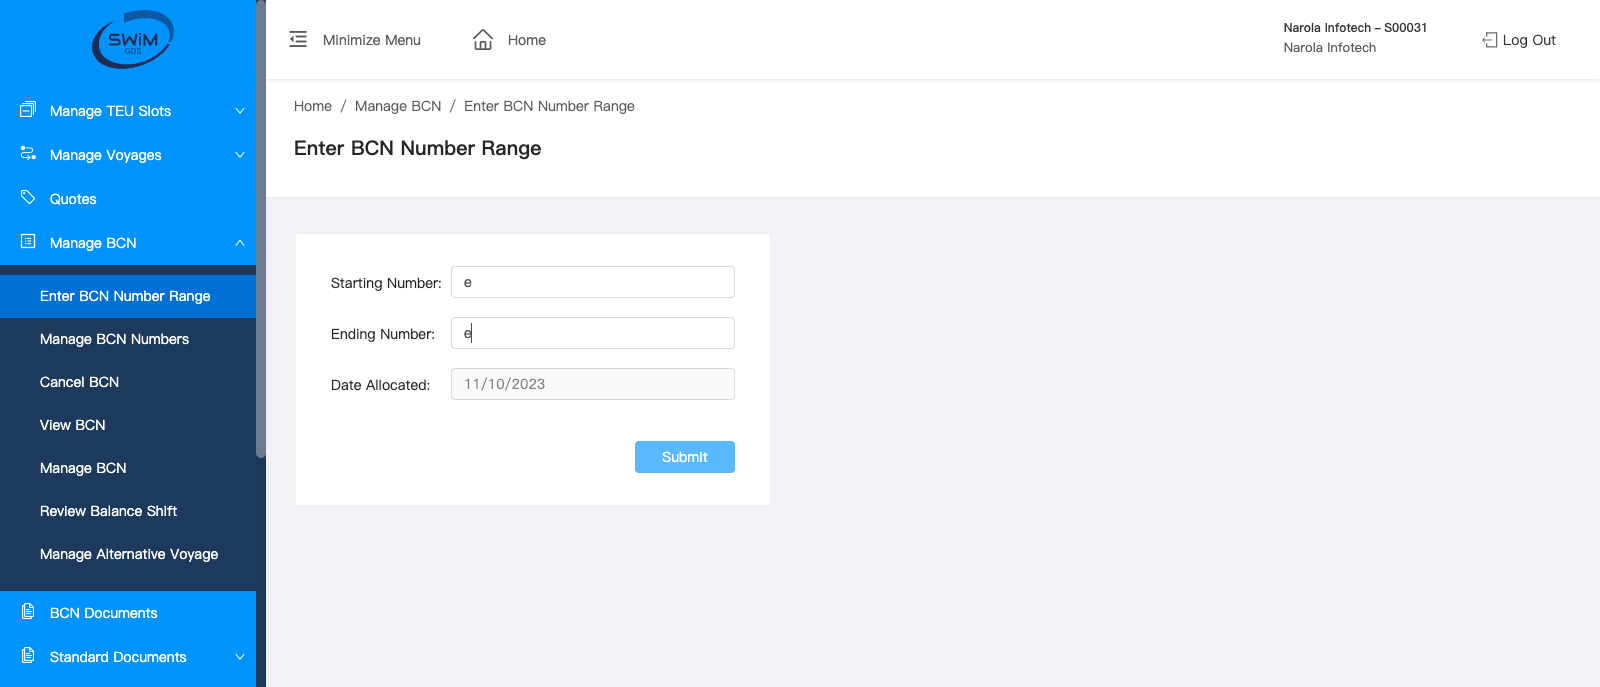 SWiM
GDS
Minimize Menu
Home
Narola Infotech – S00031
Narola Infotech
Log Out
Manage TEU Slots
Manage Voyages
Quotes
Manage BCN
Enter BCN Number Range
Manage BCN Numbers
Cancel BCN
View BCN
Manage BCN
Review Balance Shift
Manage Alternative Voyage
BCN Documents
Standard Documents
Home / Manage BCN / Enter BCN Number Range
Enter BCN Number Range
Starting Number: e
Ending Number: e
Date Allocated: 11/10/2023
Submit